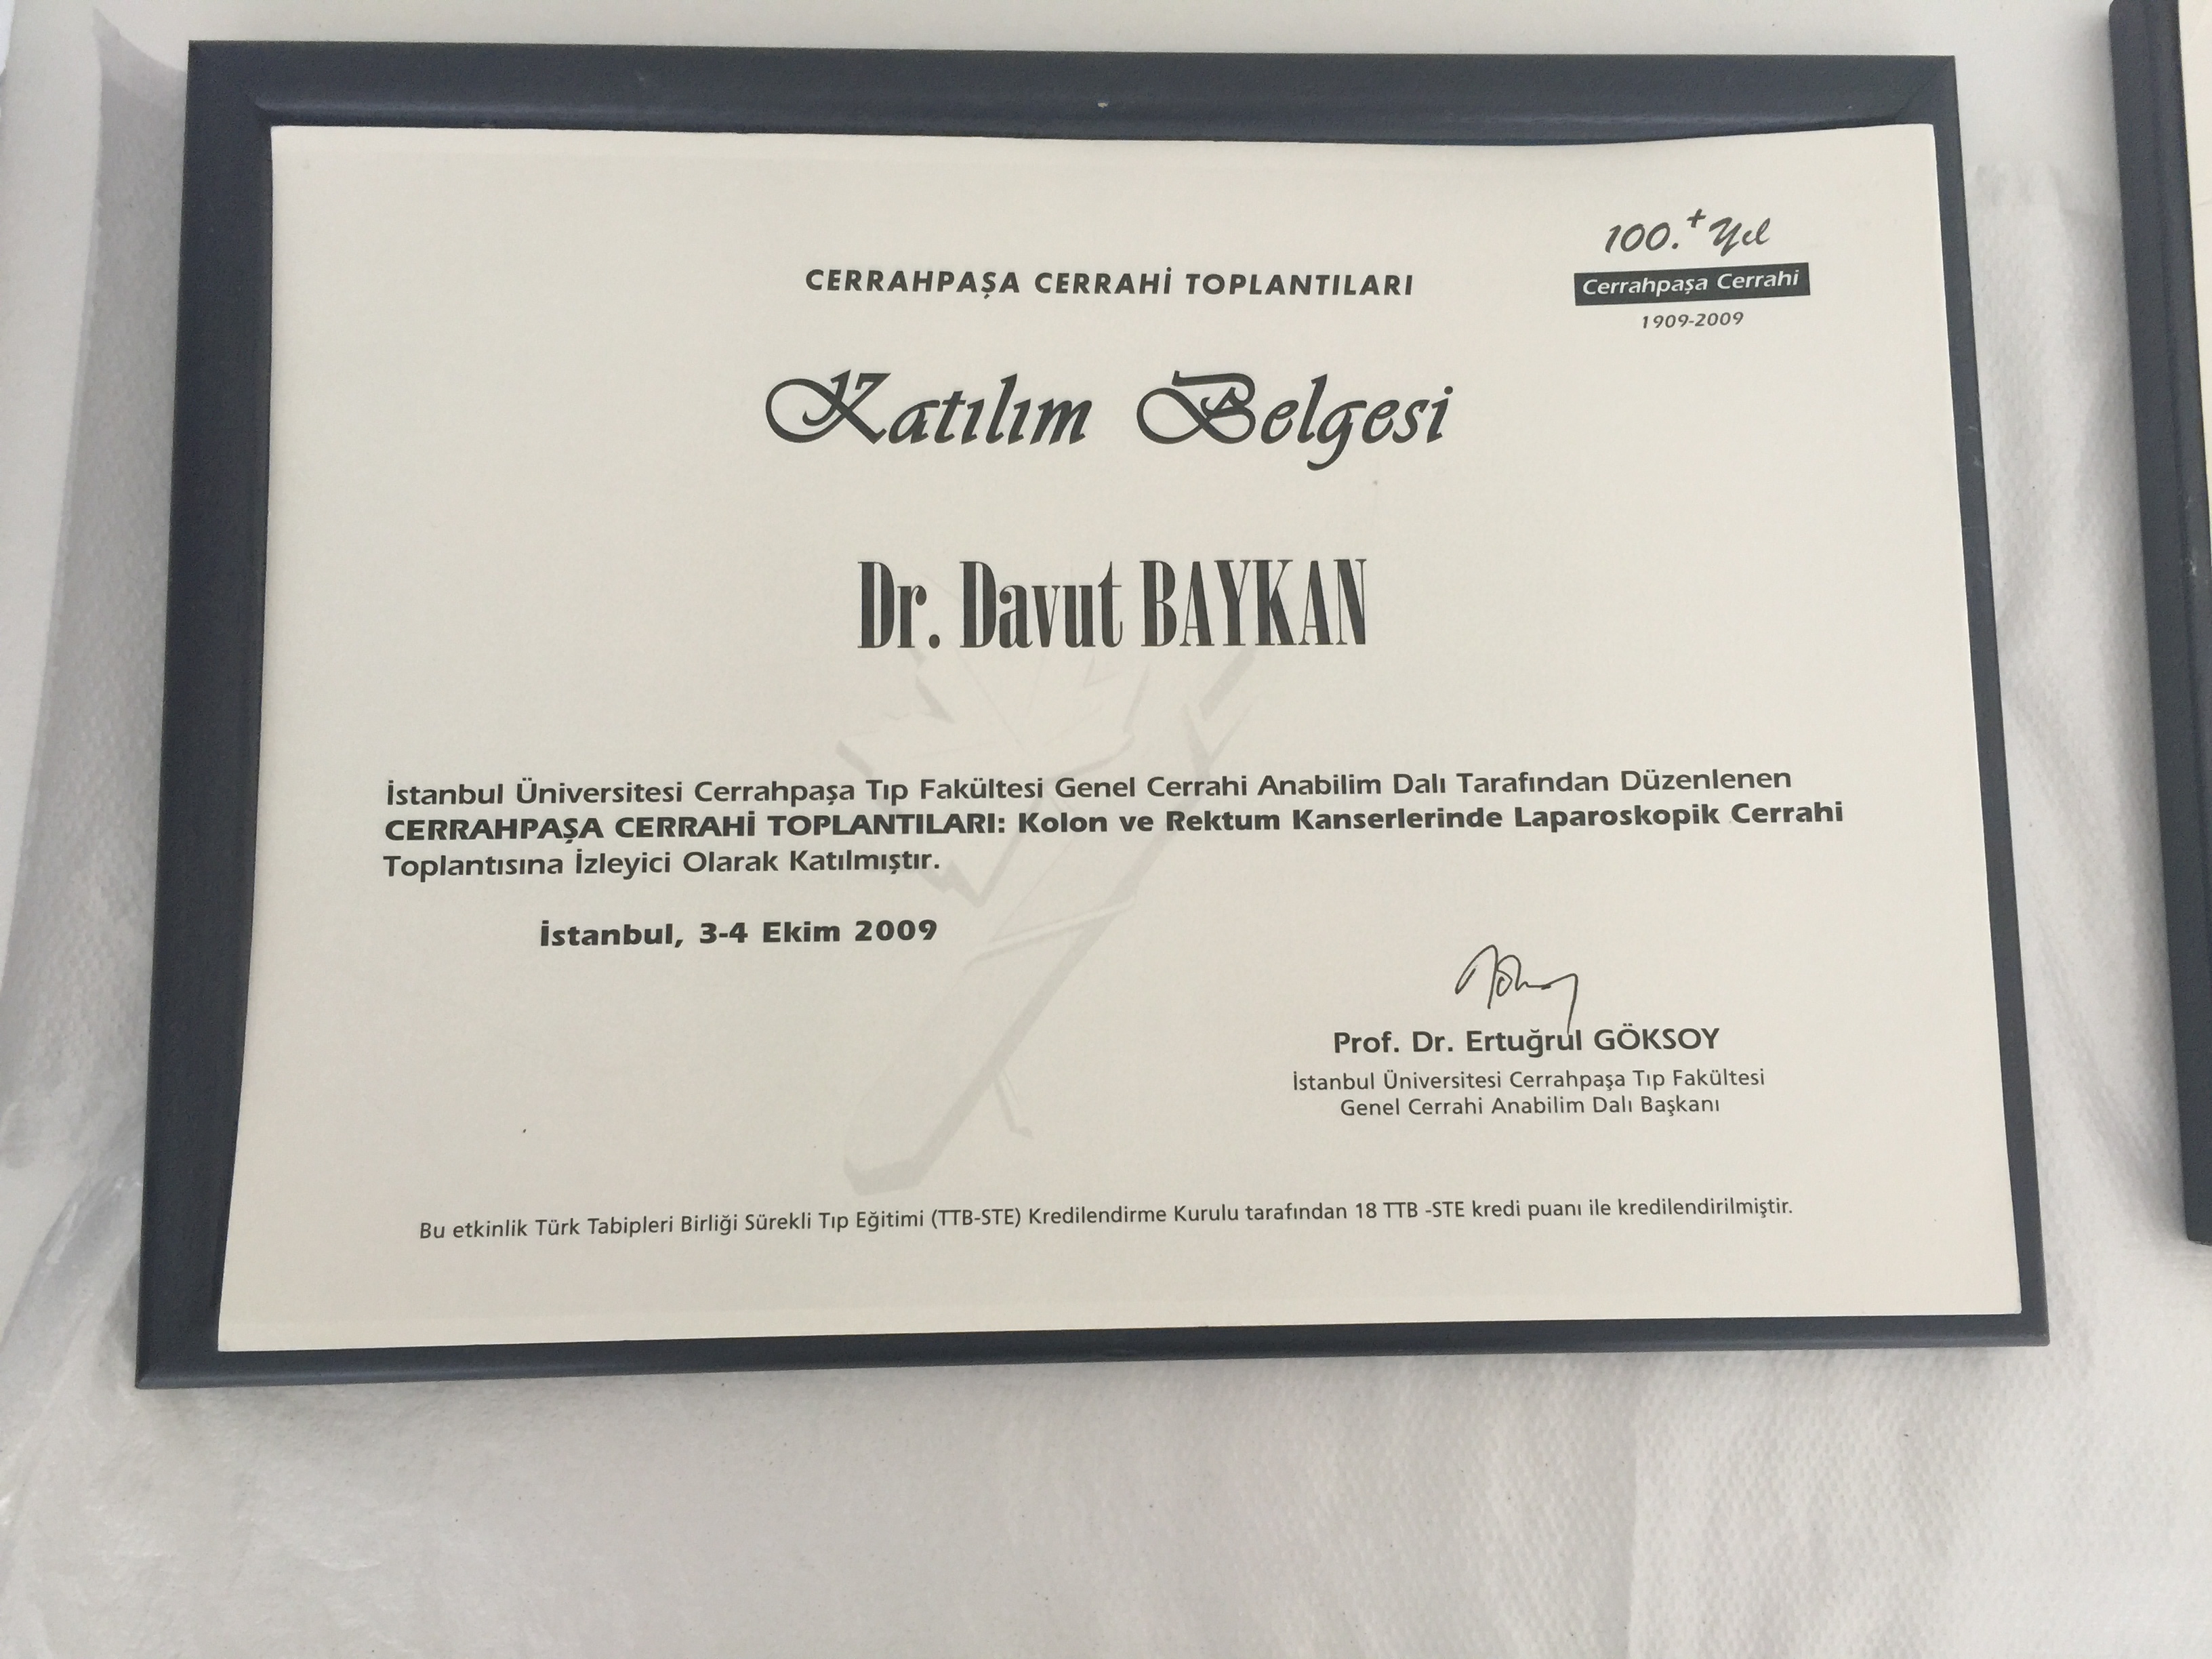 100.+ Yıl
Cerrahpaşa Cerrahi
1909-2009
CERRAHPAŞA CERRAHİ TOPLANTILARI
Katılım Belgesi
Dr. Davut BAYKAN
İstanbul Üniversitesi Cerrahpaşa Tıp Fakültesi Genel Cerrahi Anabilim Dalı Tarafından Düzenlenen
CERRAHPAŞA CERRAHİ TOPLANTILARI: Kolon ve Rektum Kanserlerinde Laparoskopik Cerrahi
Toplantısına İzleyici Olarak Katılmıştır.
İstanbul, 3-4 Ekim 2009
Prof. Dr. Ertuğrul GÖKSOY
İstanbul Üniversitesi Cerrahpaşa Tıp Fakültesi
Genel Cerrahi Anabilim Dalı Başkanı
Bu etkinlik Türk Tabipleri Birliği Sürekli Tıp Eğitimi (TTB-STE) Kredilendirme Kurulu tarafından 18 TTB -STE kredi puanı ile kredilendirilmiştir.